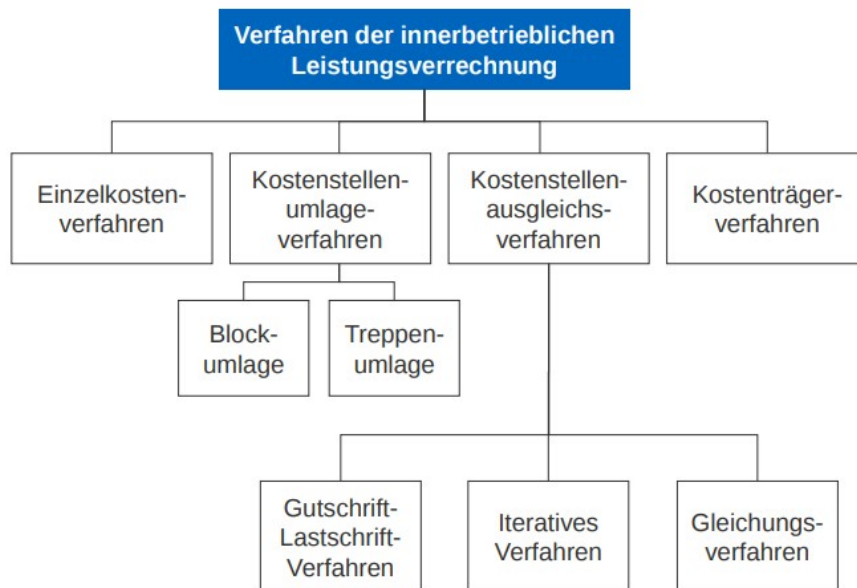 Verfahren der innerbetrieblichen
Leistungsverrechnung
Einzelkosten-
verfahren
Kostenstellen-
umlage-
verfahren
Kostenstellen-
ausgleichs-
verfahren
Kostenträger-
verfahren
Block-
umlage
Treppen-
umlage
Gutschrift-
Lastschrift-
Verfahren
Iteratives
Verfahren
Gleichungs-
verfahren